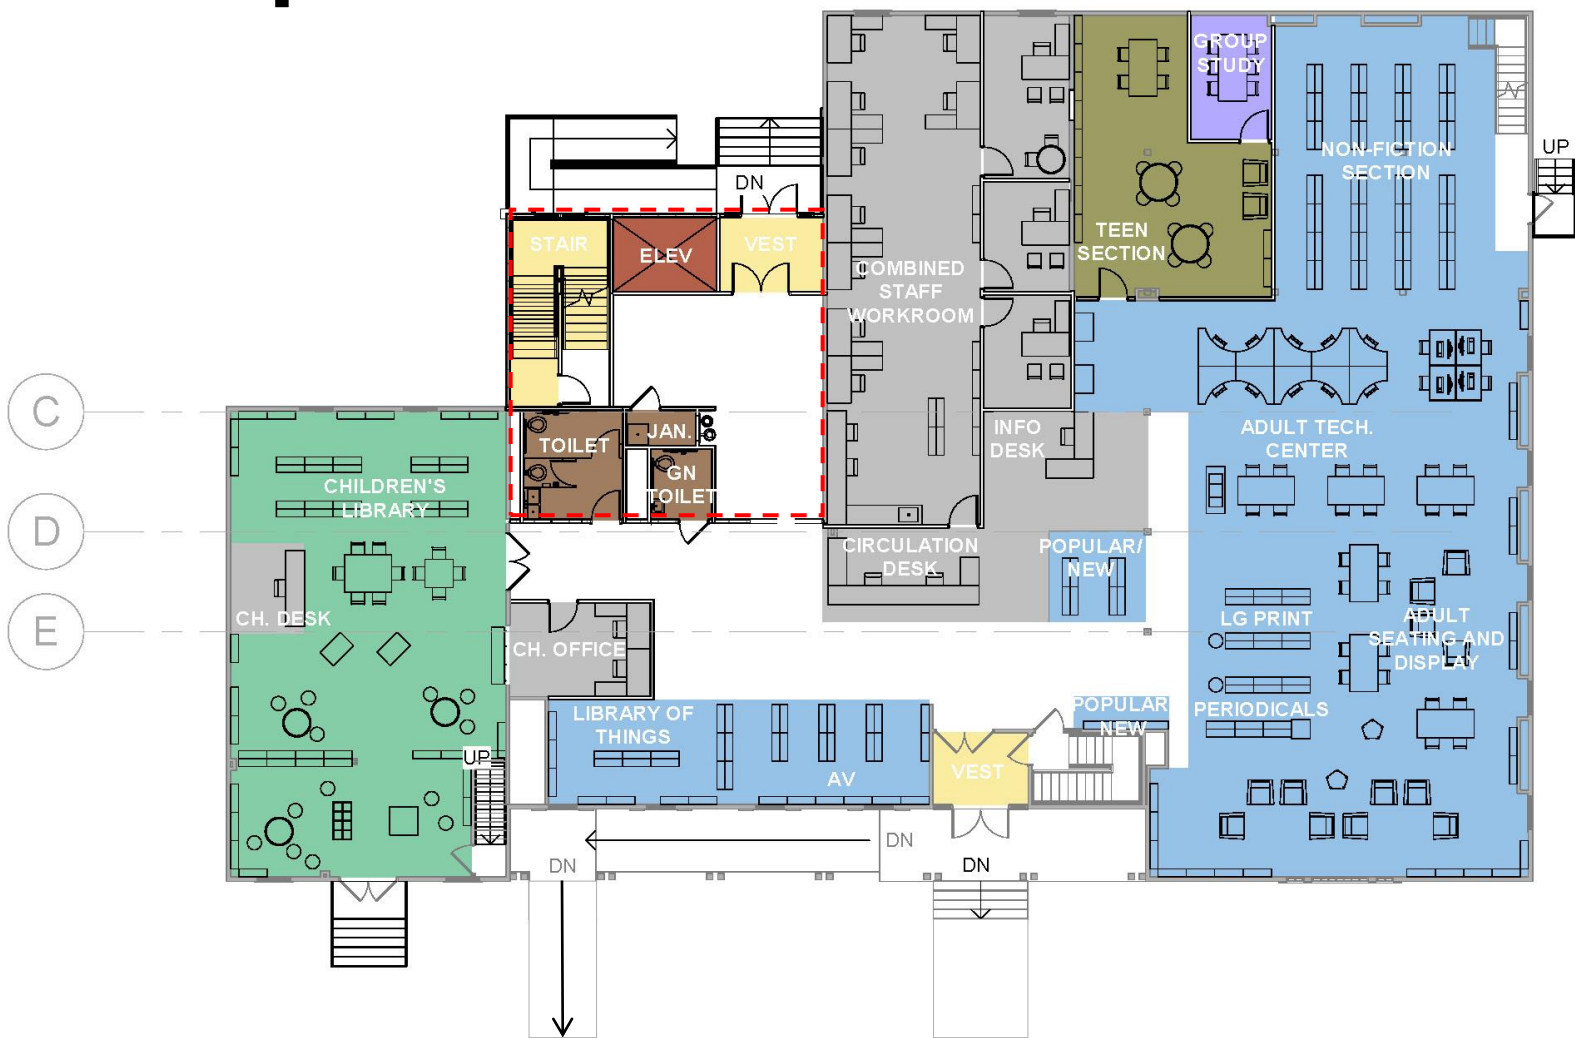 GROUP
STUDY
NON-FICTION
SECTION
UP
DN
STAIR
ELEV
VEST
TEEN
SECTION
COMBINED
STAFF
WORKROOM
C
TOILET
JAN.
INFO
DESK
ADULT TECH.
CENTER
GN
TOILET
CHILDREN'S
LIBRARY
D
CIRCULATION
DESK
POPULAR/
NEW
E
CH. DESK
LG PRINT
ADULT
SEATING AND
DISPLAY
CH. OFFICE
LIBRARY OF
THINGS
POPULAR
NEW
PERIODICALS
UP
AV
VEST
DN
DN
DN